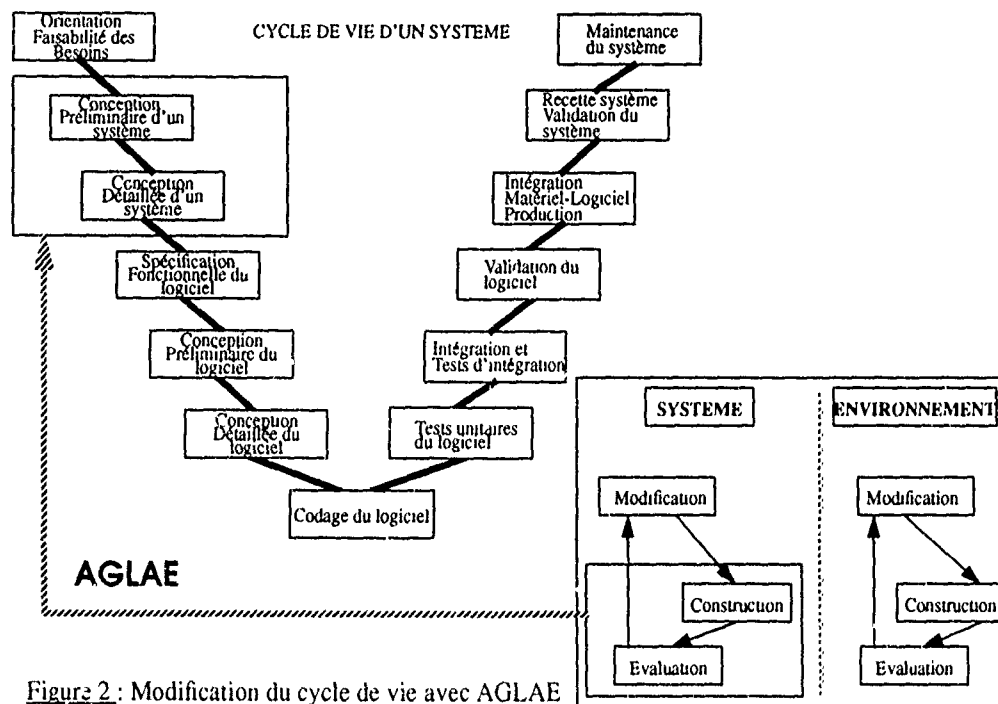 Orientation
Faisabilité des
Besoins
CYCLE DE VIE D'UN SYSTEME
Maintenance
du système
Conception
Préliminaire d'un
système
Recette système
Validation du
système
Conception
Détaillée d'un
système
Intégration
Matériel-Logiciel
Production
Spécification
Fonctionnelle du
logiciel
Validation du
logiciel
Conception
Préliminaire du
logiciel
Intégration et
Tests d'intégration
Conception
Détaillée du
logiciel
Tests unitaires
du logiciel
Codage du logiciel
SYSTEME
ENVIRONNEMENT
Modification
Modification
Construction
Construction
Evaluation
Evaluation
AGLAE
Figure 2 : Modification du cycle de vie avec AGLAE